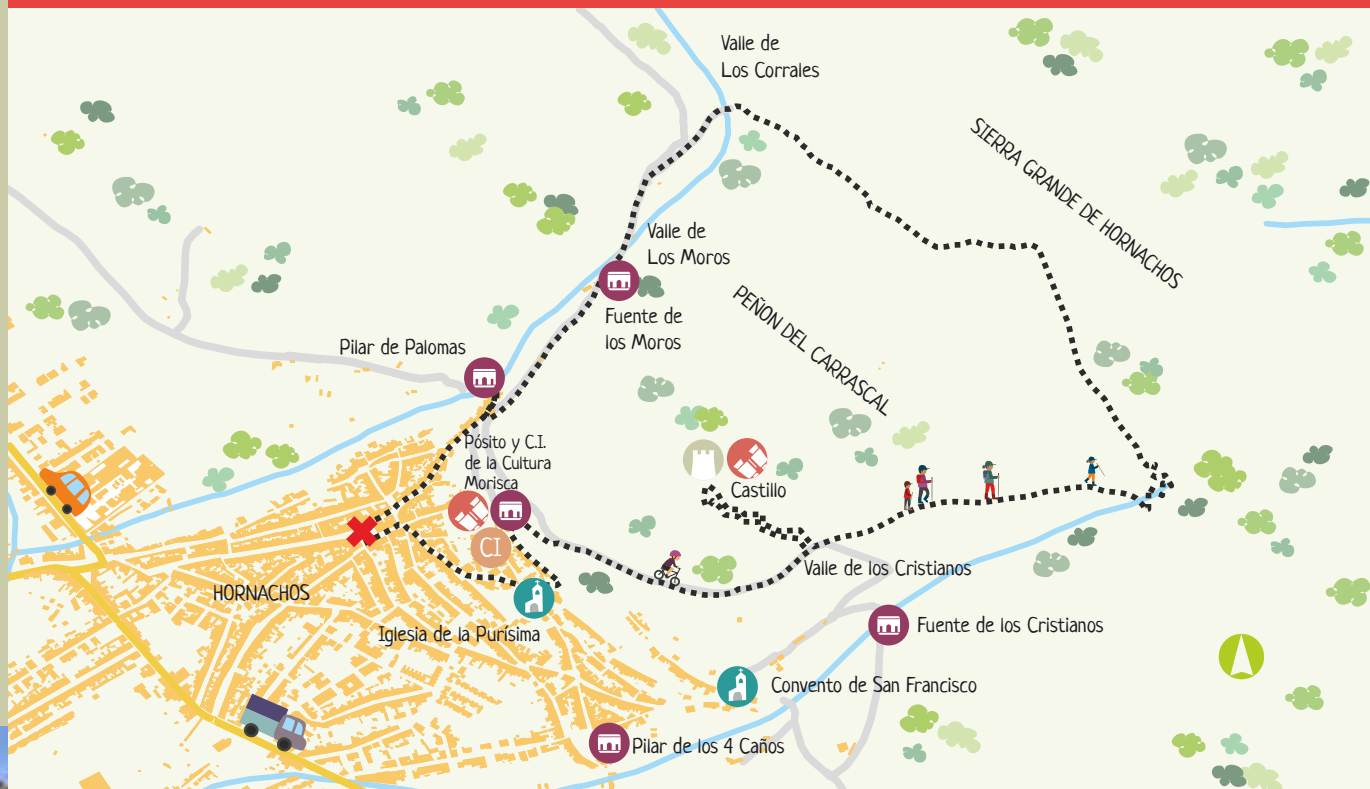 Valle de
Los Corrales
SIERRA GRANDE DE HORNACHOS
Valle de
Los Moros
Fuente de
los Moros
PEÑON DEL CARRASCAL
Pilar de Palomas
Pósito y C.I.
de la Cultura
Morisca
CI
Castillo
Valle de los Cristianos
HORNACHOS
Iglesia de la Purísima
Fuente de los Cristianos
Convento de San Francisco
Pilar de los 4 Caños